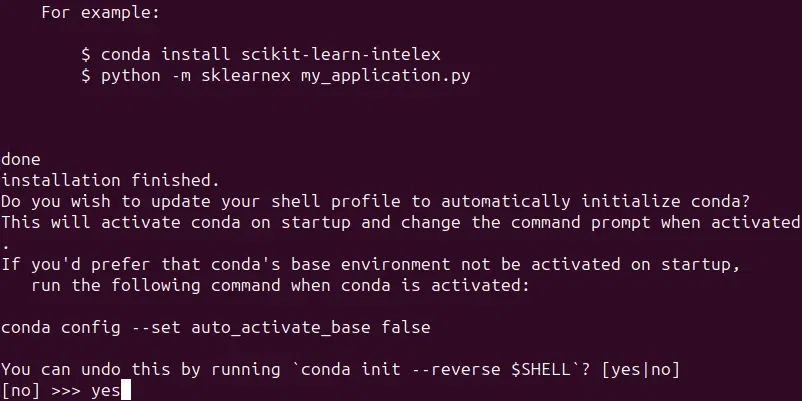 For example:
$ conda install scikit-learn-intelex
$ python -m sklearnex my_application.py
done
installation finished.
Do you wish to update your shell profile to automatically initialize conda?
This will activate conda on startup and change the command prompt when activated
.
If you'd prefer that conda's base environment not be activated on startup,
run the following command when conda is activated:
conda config --set auto_activate_base false
You can undo this by running `conda init --reverse $SHELL`? [yes|no]
[no] >>> yes